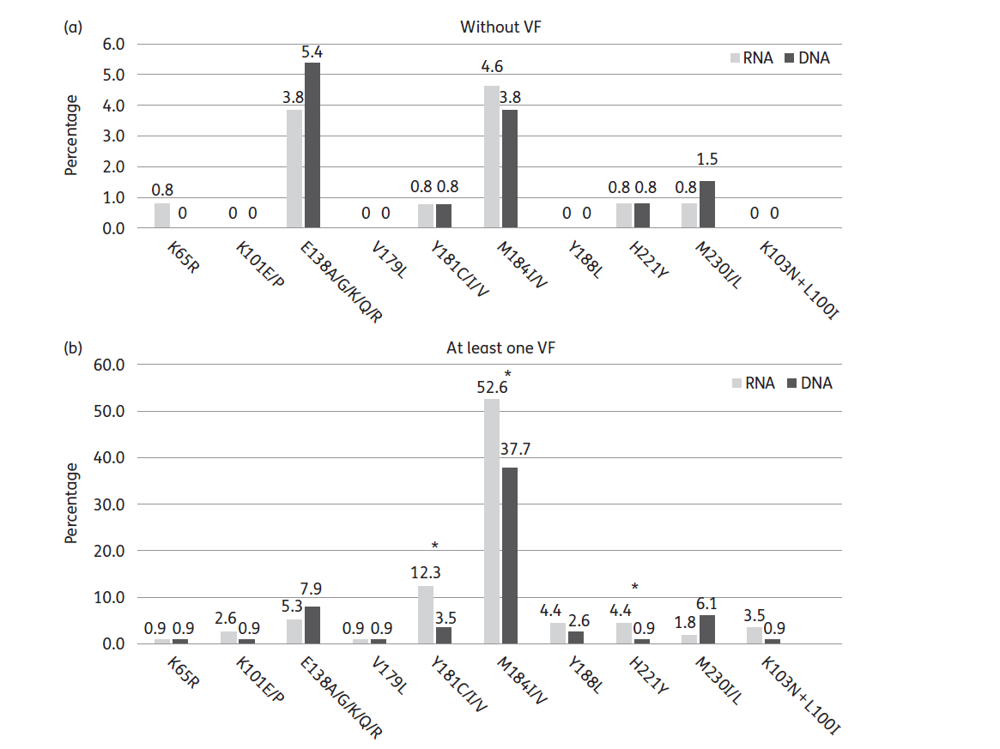 (a)
Without VF
RNA DNA
Percentage
6.0
5.0
4.0
3.0
2.0
1.0
0.0
0.8 0
0 0
3.8 5.4
0 0
0.8 0.8
4.6 3.8
0 0
0.8 0.8
0.8 1.5
0 0
K65R
K101E/P
E138A/G/K/Q/R
V179L
Y181C/I/V
M184I/V
Y188L
H221Y
M230I/L
K103N+L100I
(b)
At least one VF
RNA DNA
Percentage
60.0
50.0
40.0
30.0
20.0
10.0
0.0
0.9 0.9
2.6 0.9
5.3 7.9
0.9 0.9
*
12.3 3.5
*
52.6 37.7
4.4 2.6
*
4.4 0.9
1.8 6.1
3.5 0.9
K65R
K101E/P
E138A/G/K/Q/R
V179L
Y181C/I/V
M184I/V
Y188L
H221Y
M230I/L
K103N+L100I